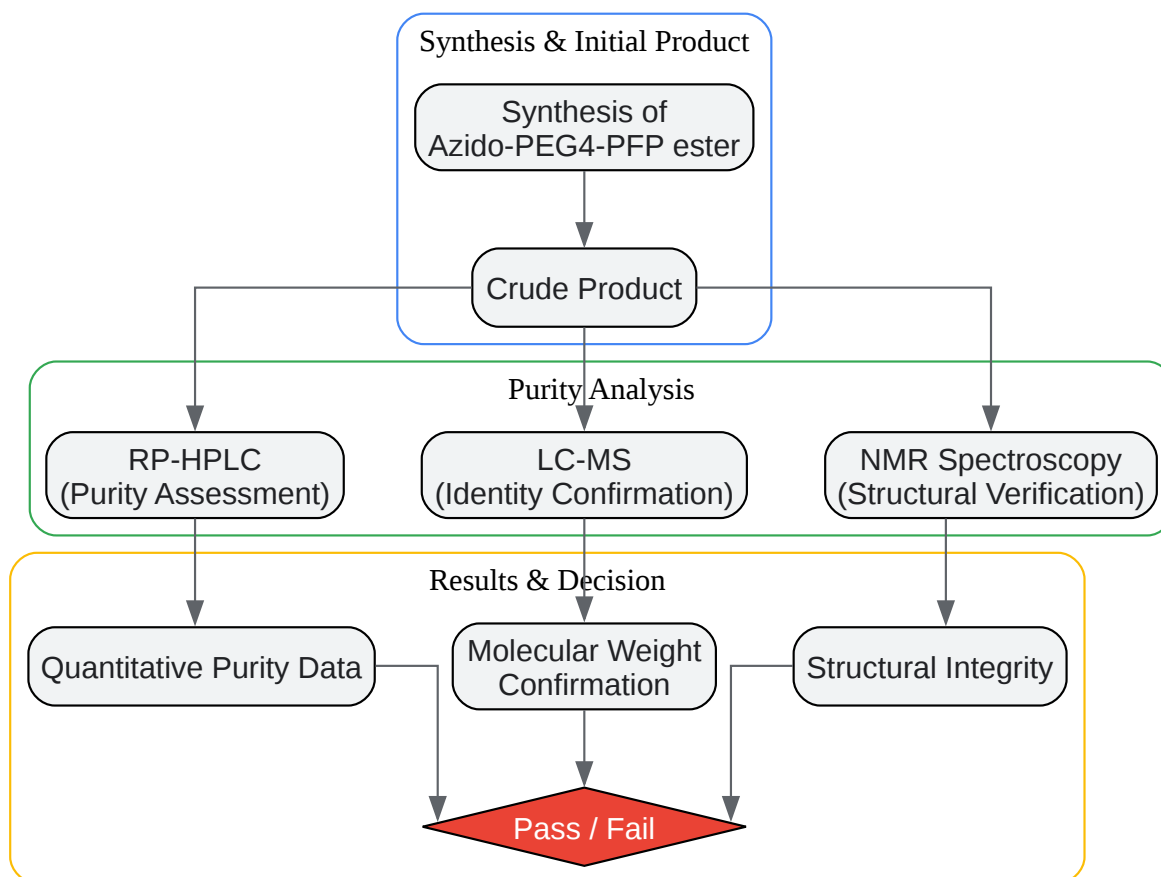 Synthesis & Initial Product
Synthesis of
Azido-PEG4-PFP ester
Crude Product
Purity Analysis
RP-HPLC
(Purity Assessment)
LC-MS
(Identity Confirmation)
NMR Spectroscopy
(Structural Verification)
Results & Decision
Quantitative Purity Data
Molecular Weight
Confirmation
Structural Integrity
Pass / Fail